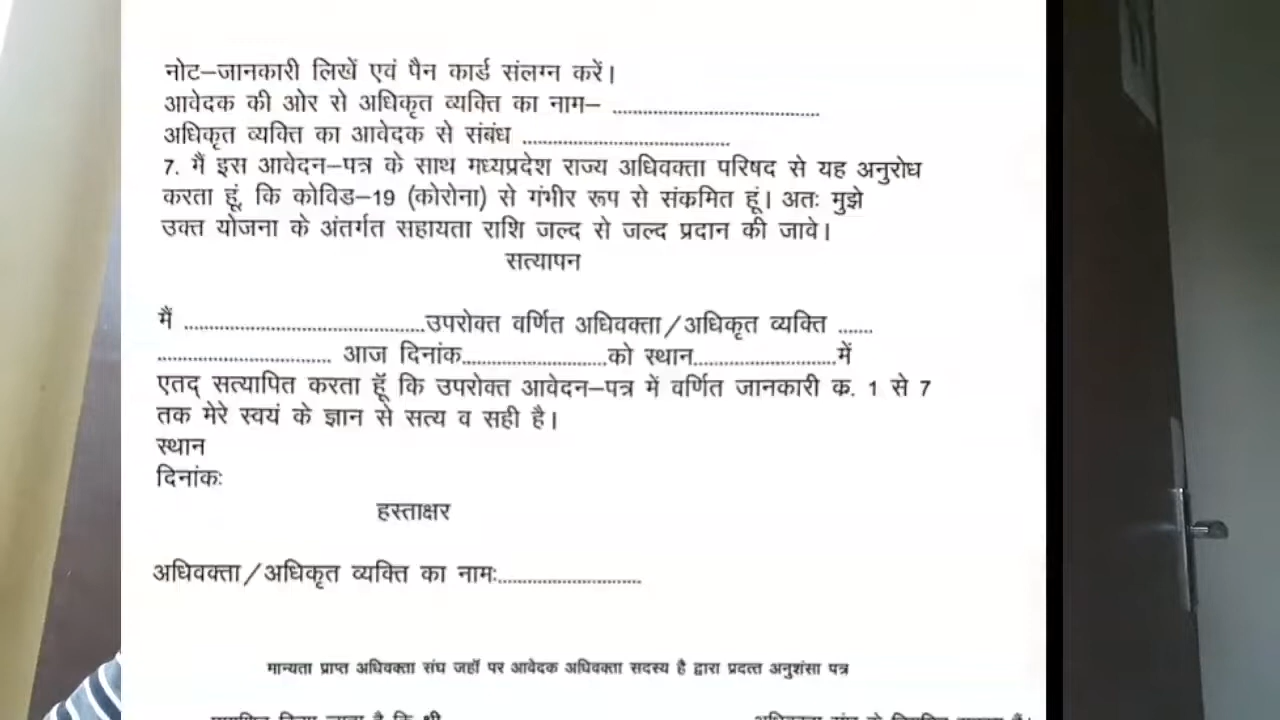 नोट–जानकारी लिखें एवं पैन कार्ड संलग्न करें।
आवेदक की ओर से अधिकृत व्यक्ति का नाम– ......................................
अधिकृत व्यक्ति का आवेदक से संबंध ......................................
7. मैं इस आवेदन–पत्र के साथ मध्यप्रदेश राज्य अधिवक्ता परिषद से यह अनुरोध
करता हूं, कि कोविड–19 (कोरोना) से गंभीर रूप से संकमित हूं। अतः मुझे
उक्त योजना के अंतर्गत सहायता राशि जल्द से जल्द प्रदान की जावे।
सत्यापन
मैं ............................................उपरोक्त वर्णित अधिवक्ता/अधिकृत व्यक्ति .......
................................ आज दिनांक...........................को स्थान..........................में
एतद् सत्यापित करता हूॅ कि उपरोक्त आवेदन–पत्र में वर्णित जानकारी क. 1 से 7
तक मेरे स्वयं के ज्ञान से सत्य व सही है।
स्थान
दिनांकः
हस्ताक्षर
अधिवक्ता/अधिकृत व्यक्ति का नामः..........................
मान्यता प्राप्त अधिवक्ता संघ जहॉ पर आवेदक अधिवक्ता सदस्य है द्वारा प्रदत्त अनुशंसा पत्र